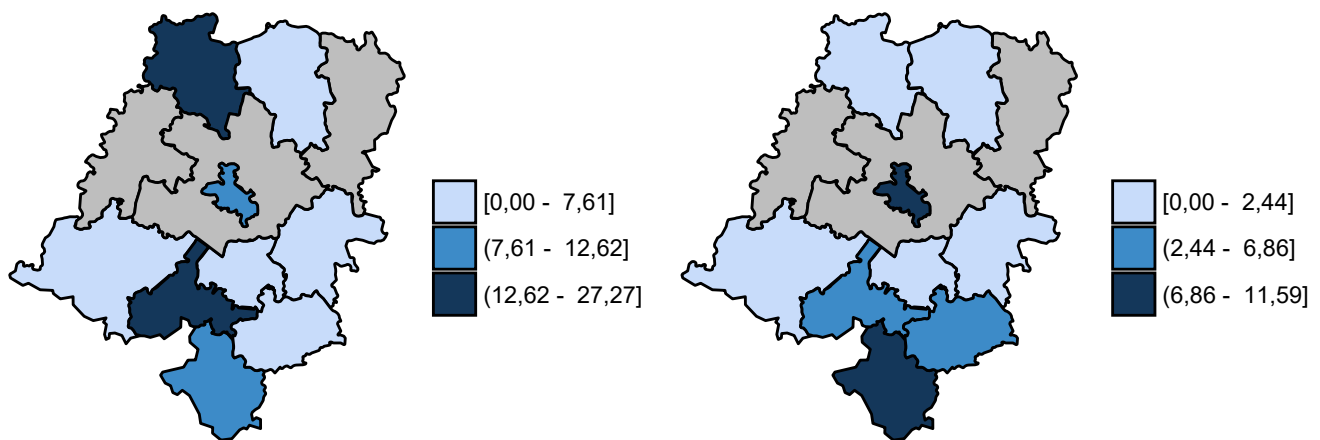 [0,00 - 7,61]
(7,61 - 12,62]
(12,62 - 27,27]
[0,00 - 2,44]
(2,44 - 6,86]
(6,86 - 11,59]